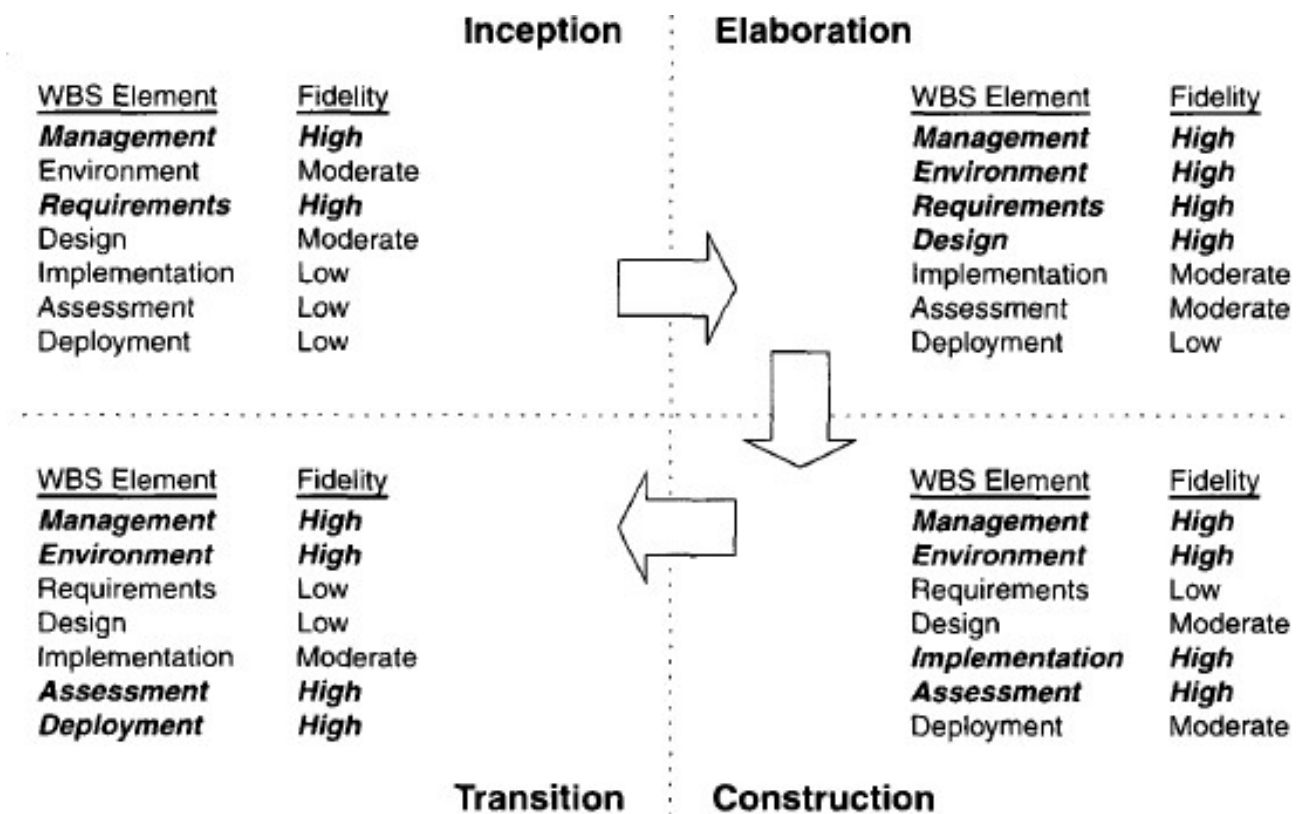 Inception
Elaboration
WBS Element Fidelity
Management High
Environment Moderate
Requirements High
Design Moderate
Implementation Low
Assessment Low
Deployment Low
WBS Element Fidelity
Management High
Environment High
Requirements High
Design High
Implementation Moderate
Assessment Moderate
Deployment Low
WBS Element Fidelity
Management High
Environment High
Requirements Low
Design Low
Implementation Moderate
Assessment High
Deployment High
WBS Element Fidelity
Management High
Environment High
Requirements Low
Design Moderate
Implementation High
Assessment High
Deployment Moderate
Transition
Construction